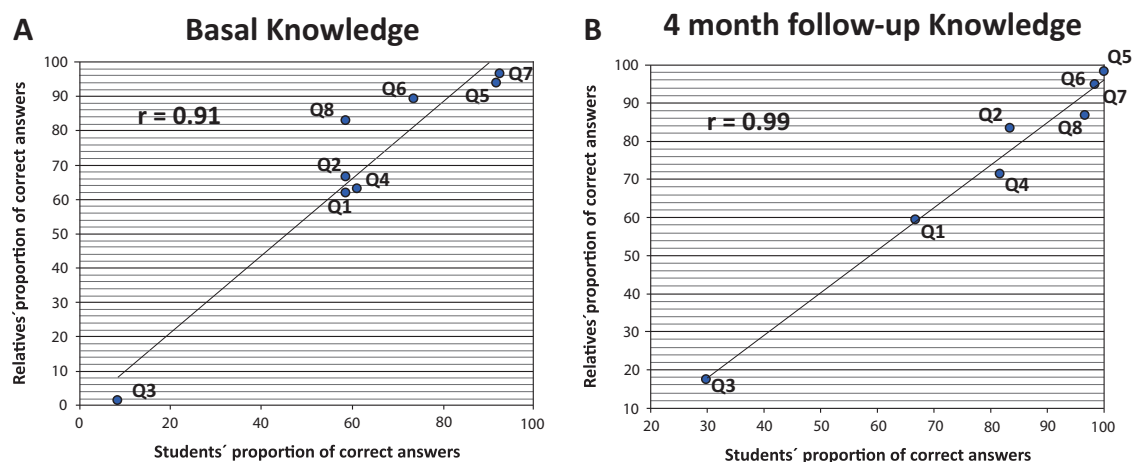 A
Basal Knowledge
r = 0.91
Relatives´proportion of correct answers
100
90
80
70
60
50
40
30
20
10
0
Q7
Q5
Q6
Q8
Q2
Q4
Q1
Q3
0
20
40
60
80
100
Students´ proportion of correct answers
B
4 month follow-up Knowledge
r = 0.99
Relatives´proportion of correct answers
100
90
80
70
60
50
40
30
20
10
Q5
Q6
Q7
Q2
Q8
Q4
Q1
Q3
20
30
40
50
60
70
80
90
100
Students´ proportion of correct answers